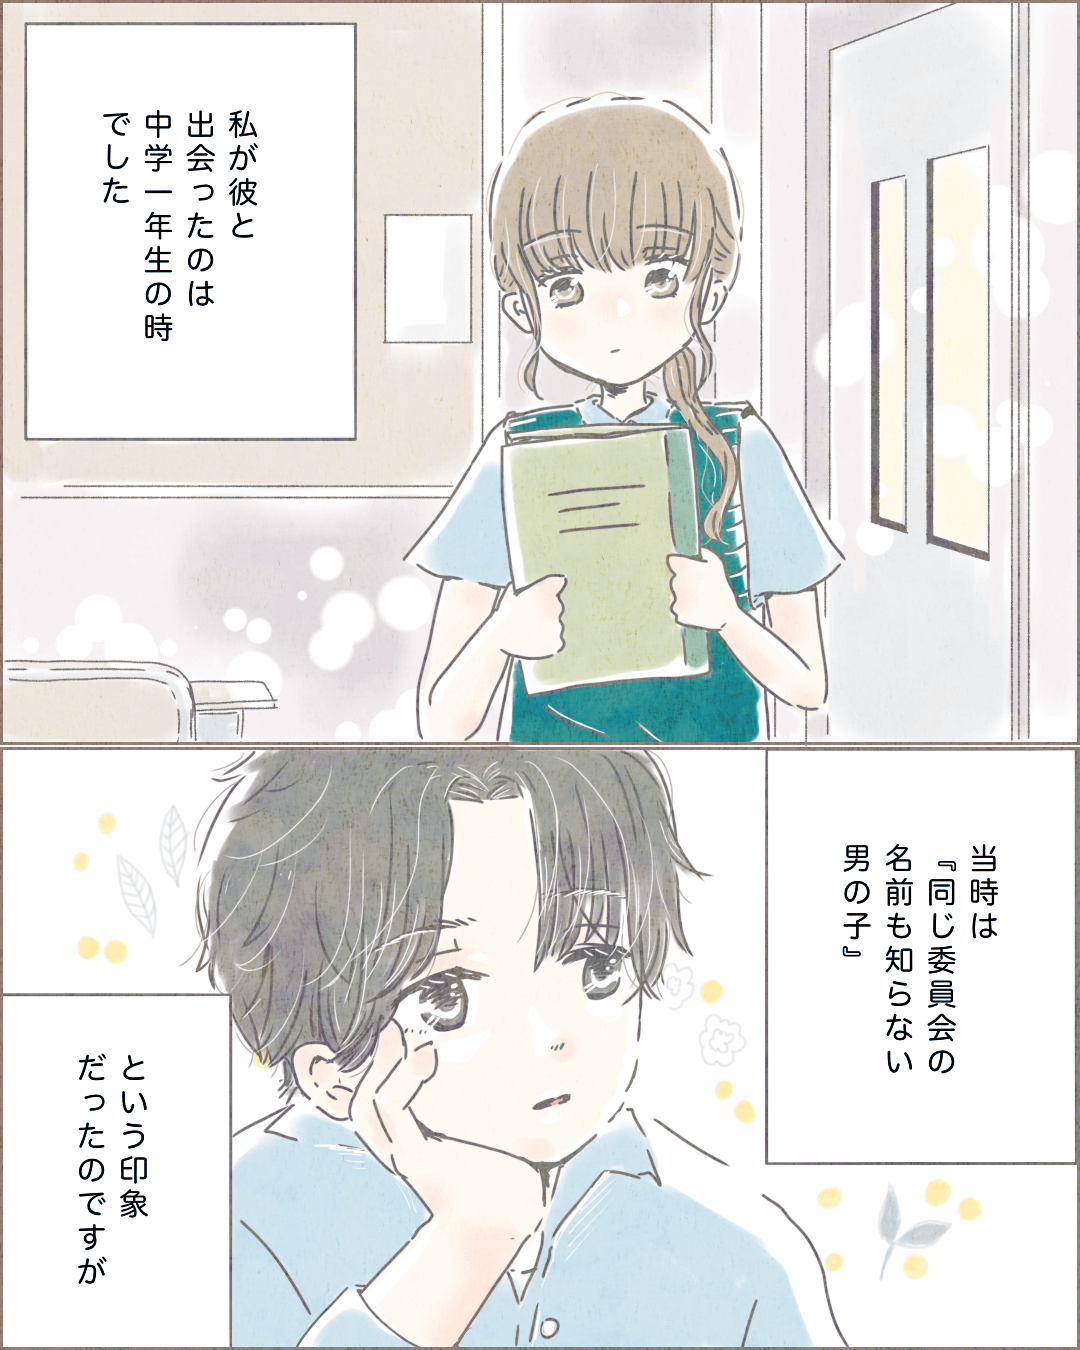 私が彼と
出会ったのは
中学一年生の時
でした
当時は
『同じ委員会の
名前も知らない
男の子』
という印象
だったのですが